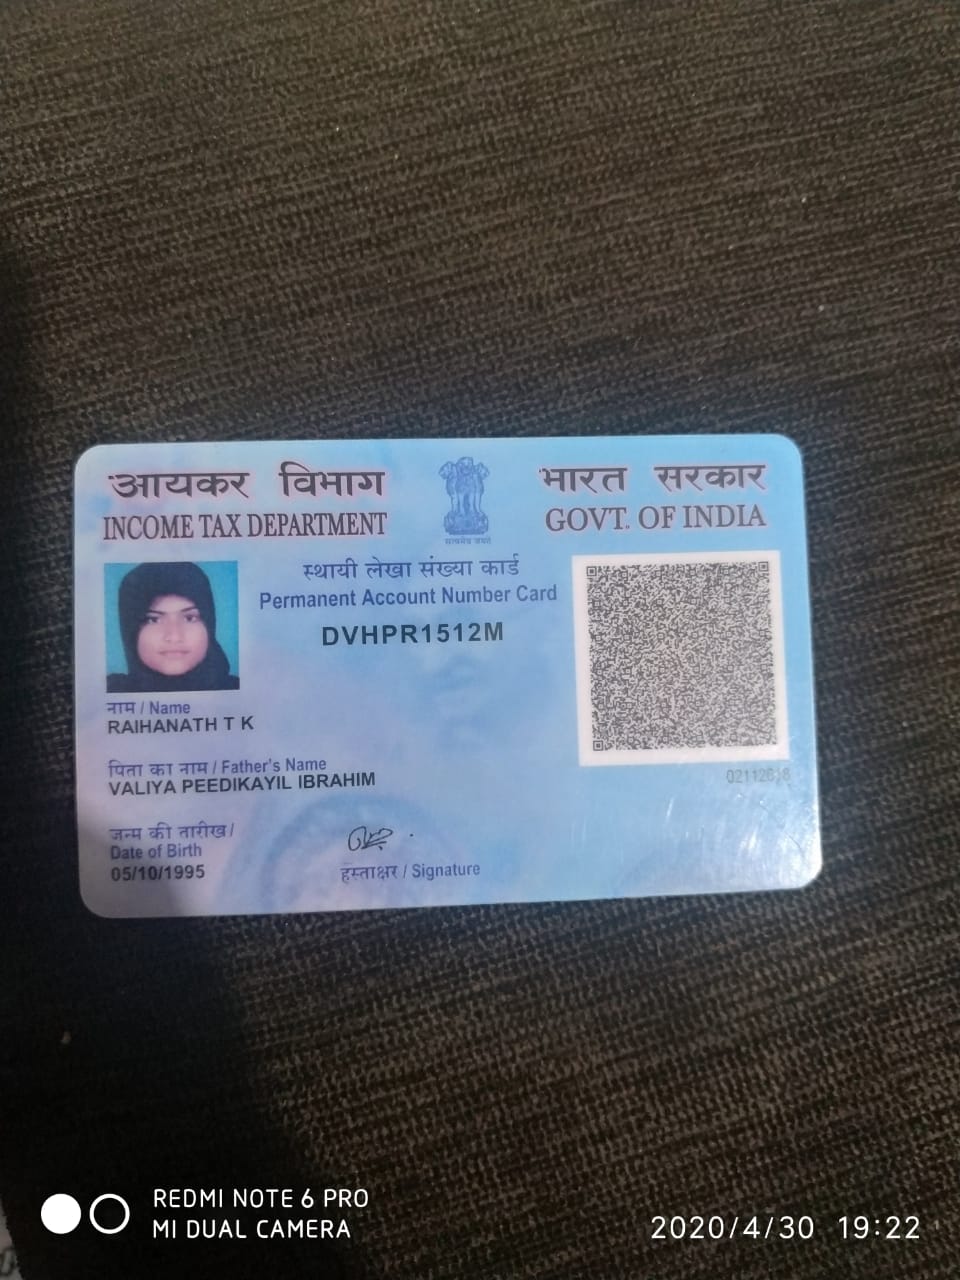 आयकर विभाग
INCOME TAX DEPARTMENT
सत्यमेव जयते
भारत सरकार
GOVT. OF INDIA
स्थायी लेखा संख्या कार्ड
Permanent Account Number Card
DVHPR1512M
नाम / Name
RAIHANATH T K
पिता का नाम / Father's Name
VALIYA PEEDIKAYIL IBRAHIM
जन्म की तारीख/
Date of Birth
05/10/1995
हस्ताक्षर / Signature
REDMI NOTE 6 PRO
MI DUAL CAMERA
2020/4/30 19:22